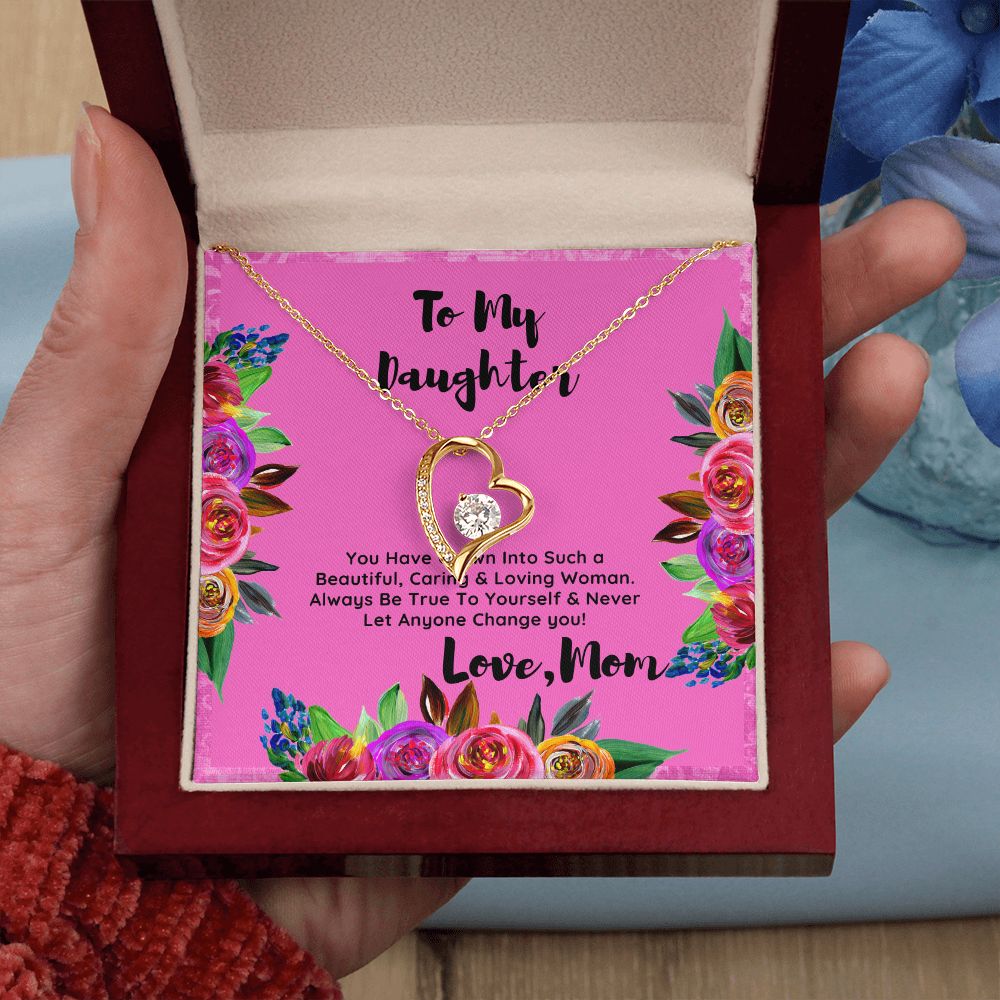 To My
Daughter
You Have Into Such a
Beautiful, Caring & Loving Woman.
Always Be True To Yourself & Never
Let Anyone Change you!
Love, Mom